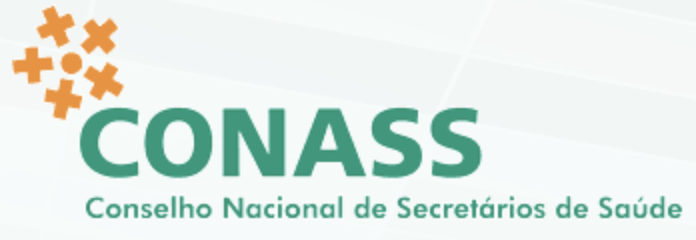 CONASS
Conselho Nacional de Secretários de Saúde